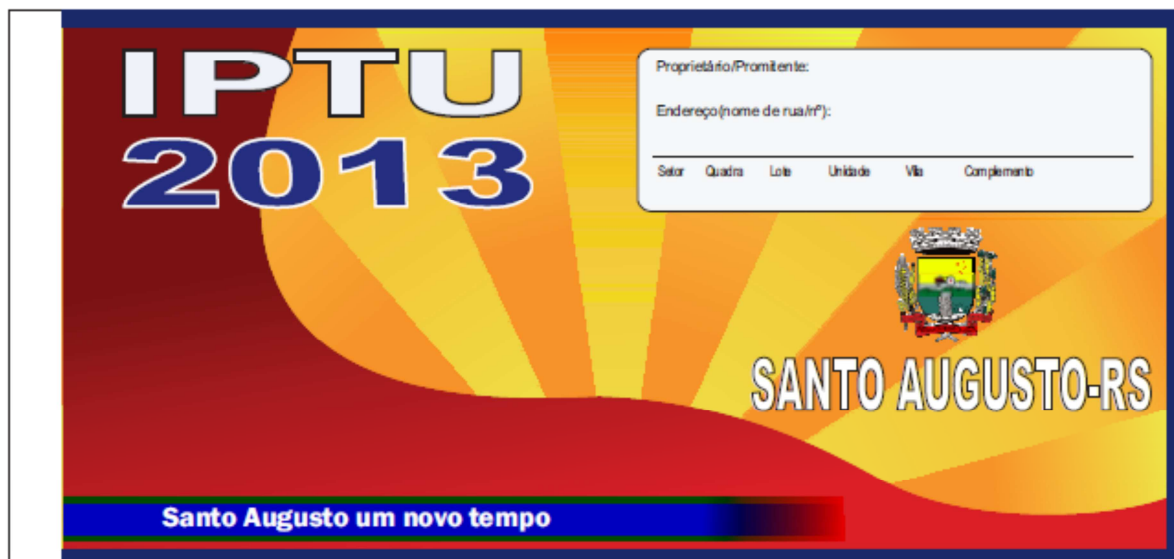 IPTU
2013
Proprietário/Promitente:
Endereço(nome de rua/nº):
Setor Quadra Lote Unidade Vila Complemento
SANTO AUGUSTO-RS
Santo Augusto um novo tempo